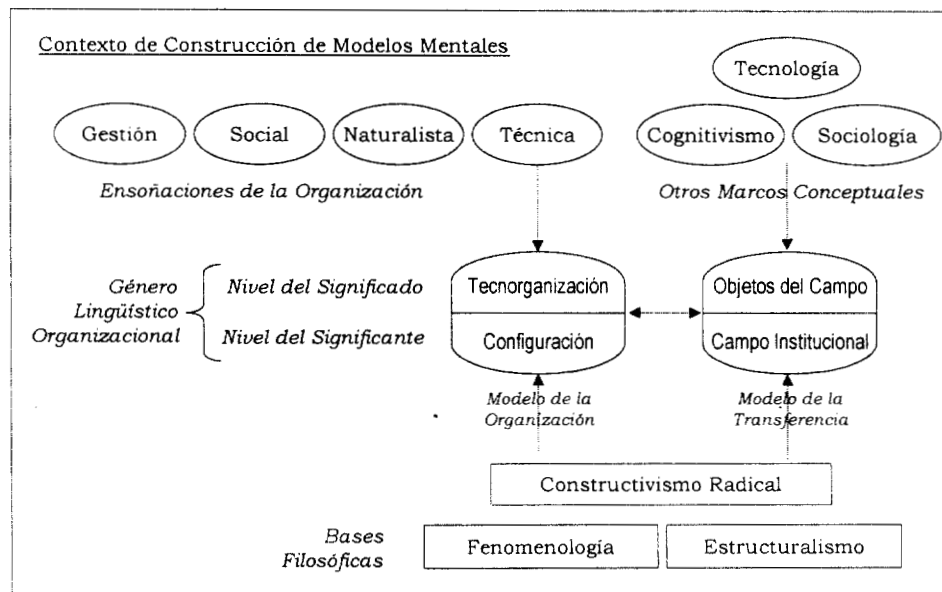 Contexto de Construcción de Modelos Mentales
Tecnología
Gestión
Social
Naturalista
Técnica
Cognitivismo
Sociología
Ensoñaciones de la Organización
Otros Marcos Conceptuales
Género
Lingüístico
Organizacional
Nivel del Significado
Nivel del Significante
Tecnorganización
Configuración
Objetos del Campo
Campo Institucional
Modelo de la
Organización
Modelo de la
Transferencia
Constructivismo Radical
Bases
Filosóficas
Fenomenología
Estructuralismo